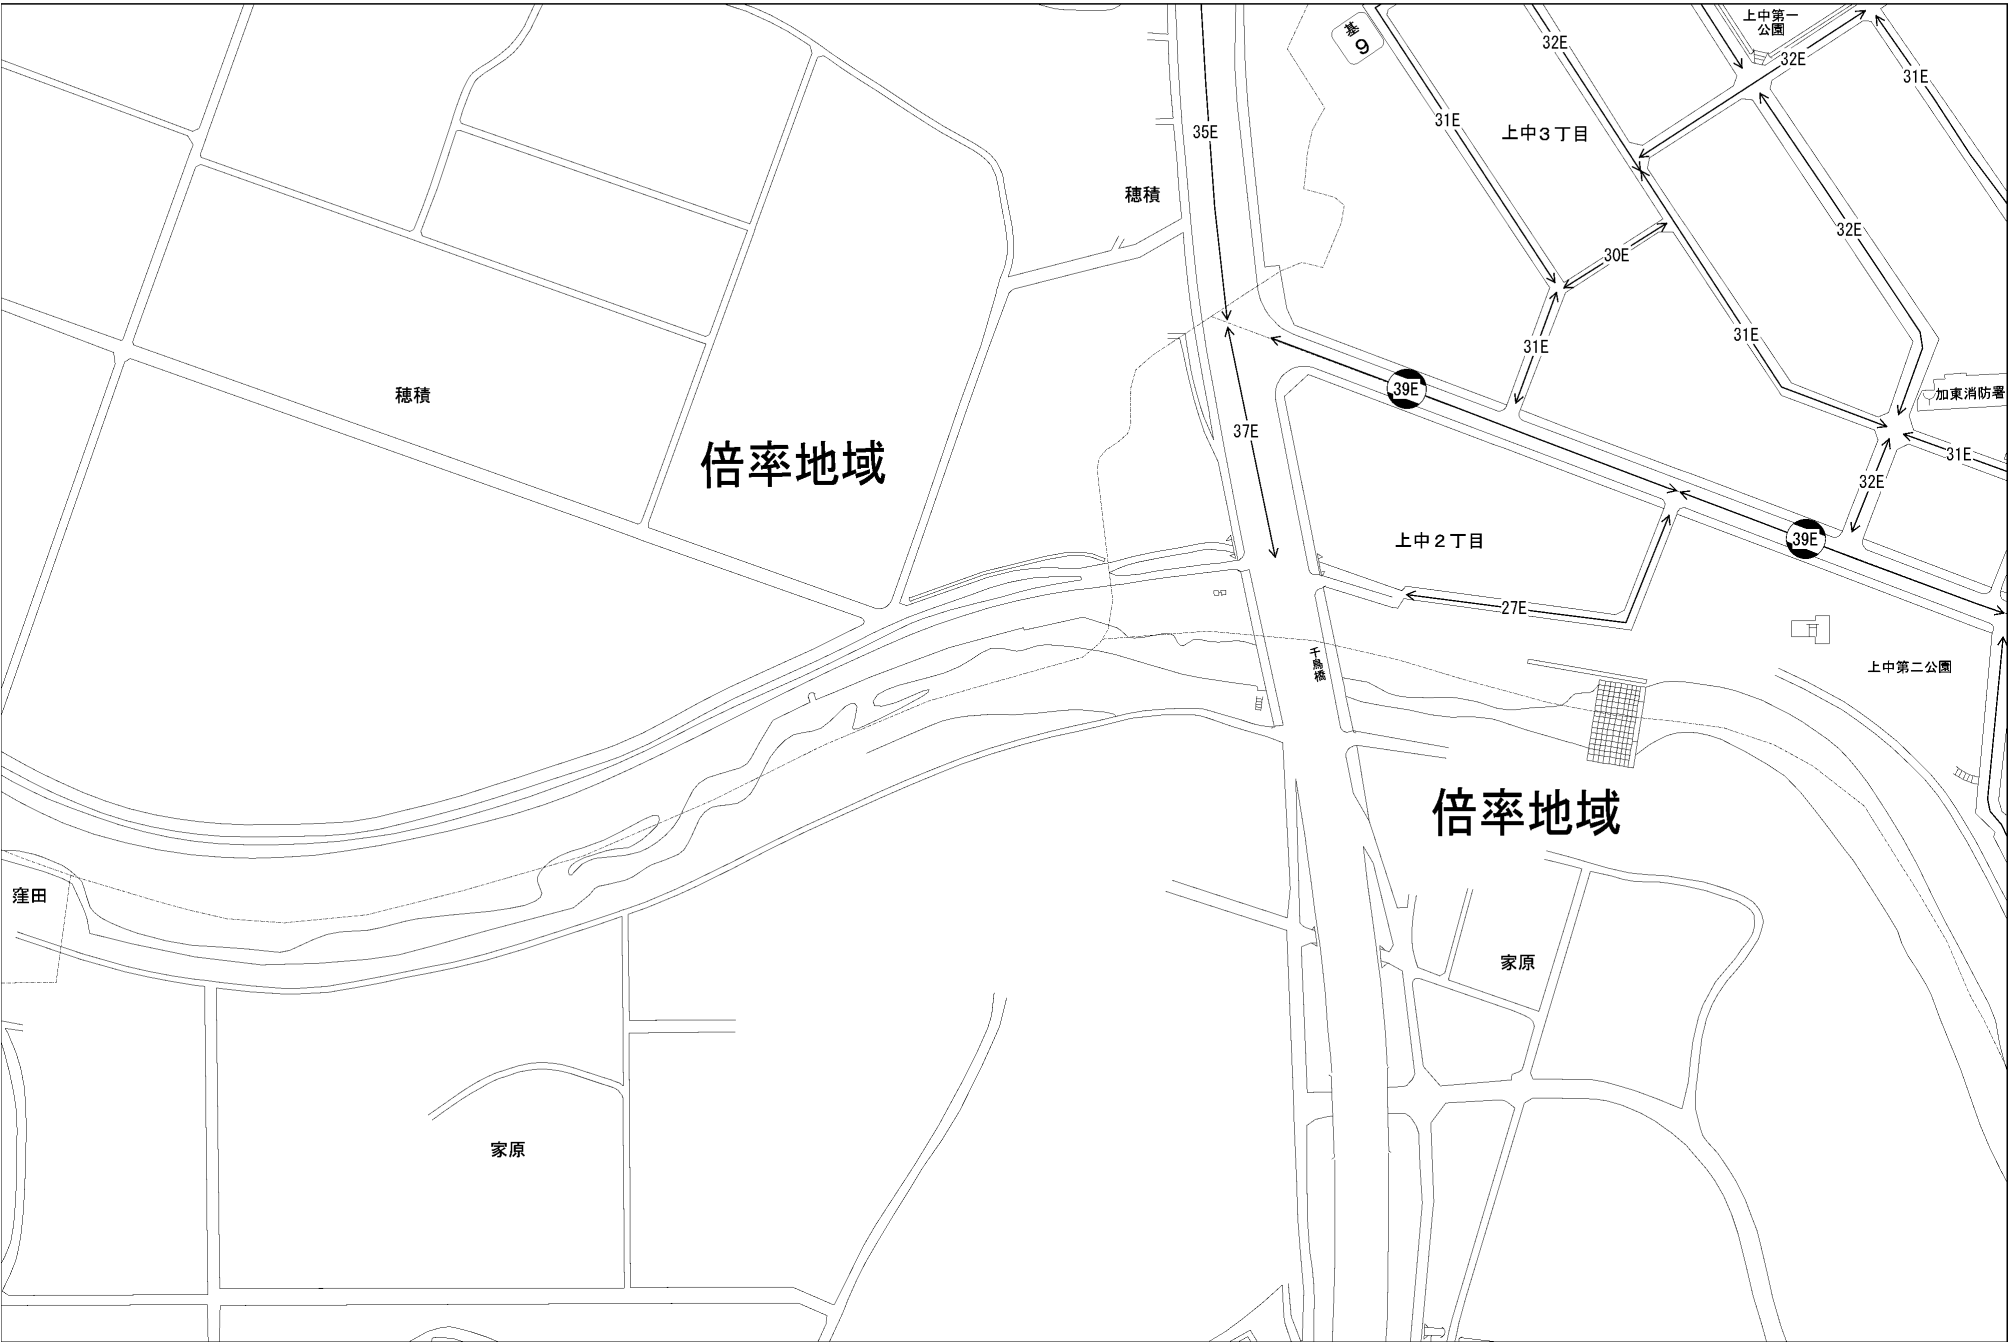 上中第一
公園
基
9
32E
32E
31E
31E
35E
上中3丁目
穂積
32E
30E
31E
31E
39E
加東消防署
穂積
37E
倍率地域
31E
32E
上中2丁目
39E
27E
千鳥橋
上中第二公園
倍率地域
窪田
家原
家原